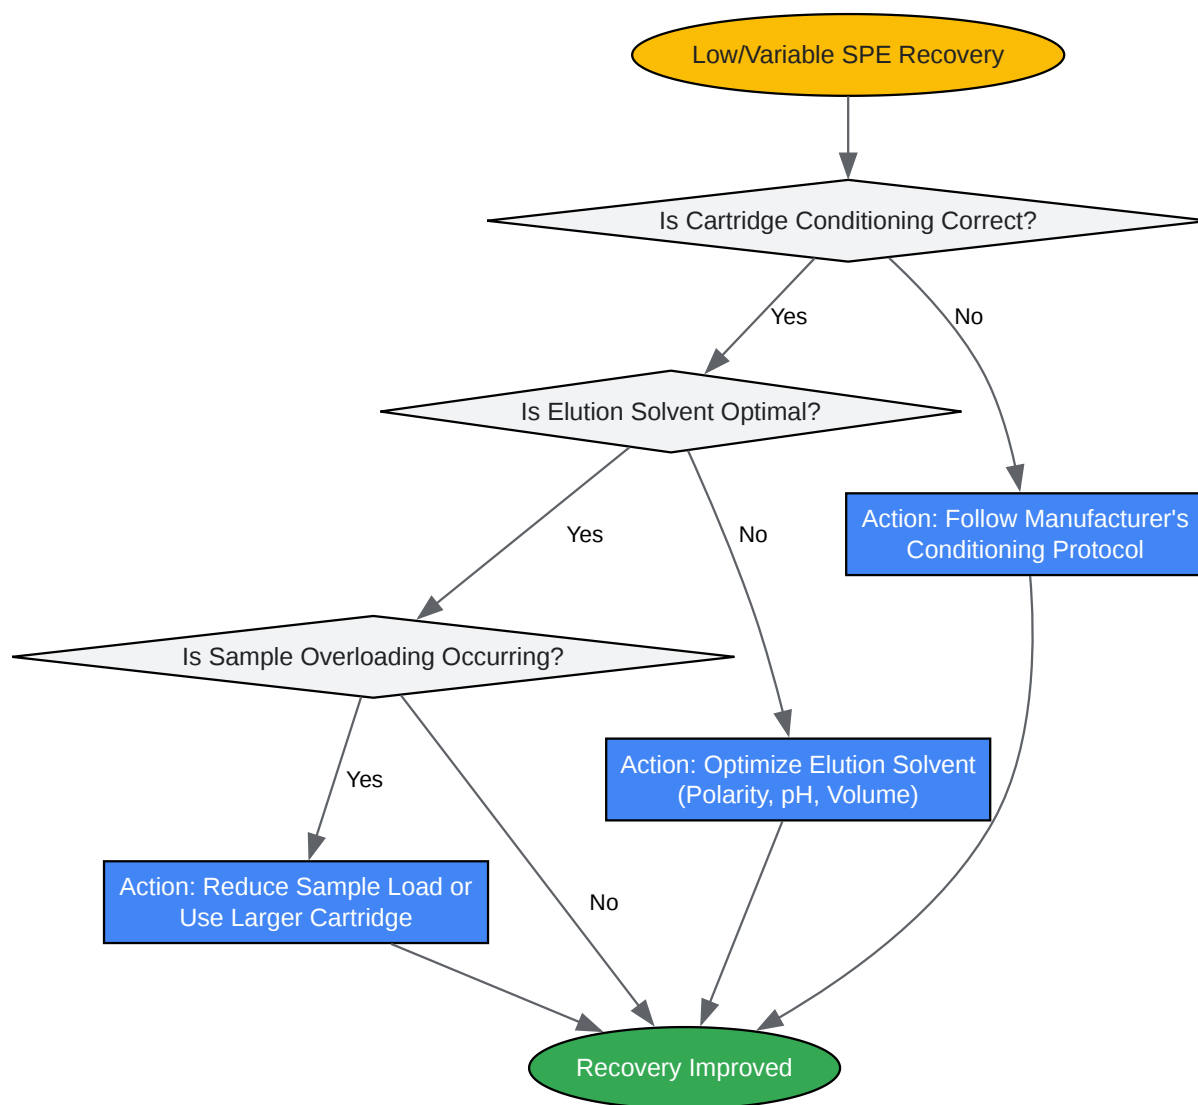 Low/Variable SPE Recovery
Is Cartridge Conditioning Correct?
Yes
No
Is Elution Solvent Optimal?
Yes
No
Action: Follow Manufacturer's
Conditioning Protocol
Is Sample Overloading Occurring?
Yes
Action: Optimize Elution Solvent
(Polarity, pH, Volume)
Action: Reduce Sample Load or
Use Larger Cartridge
No
Recovery Improved